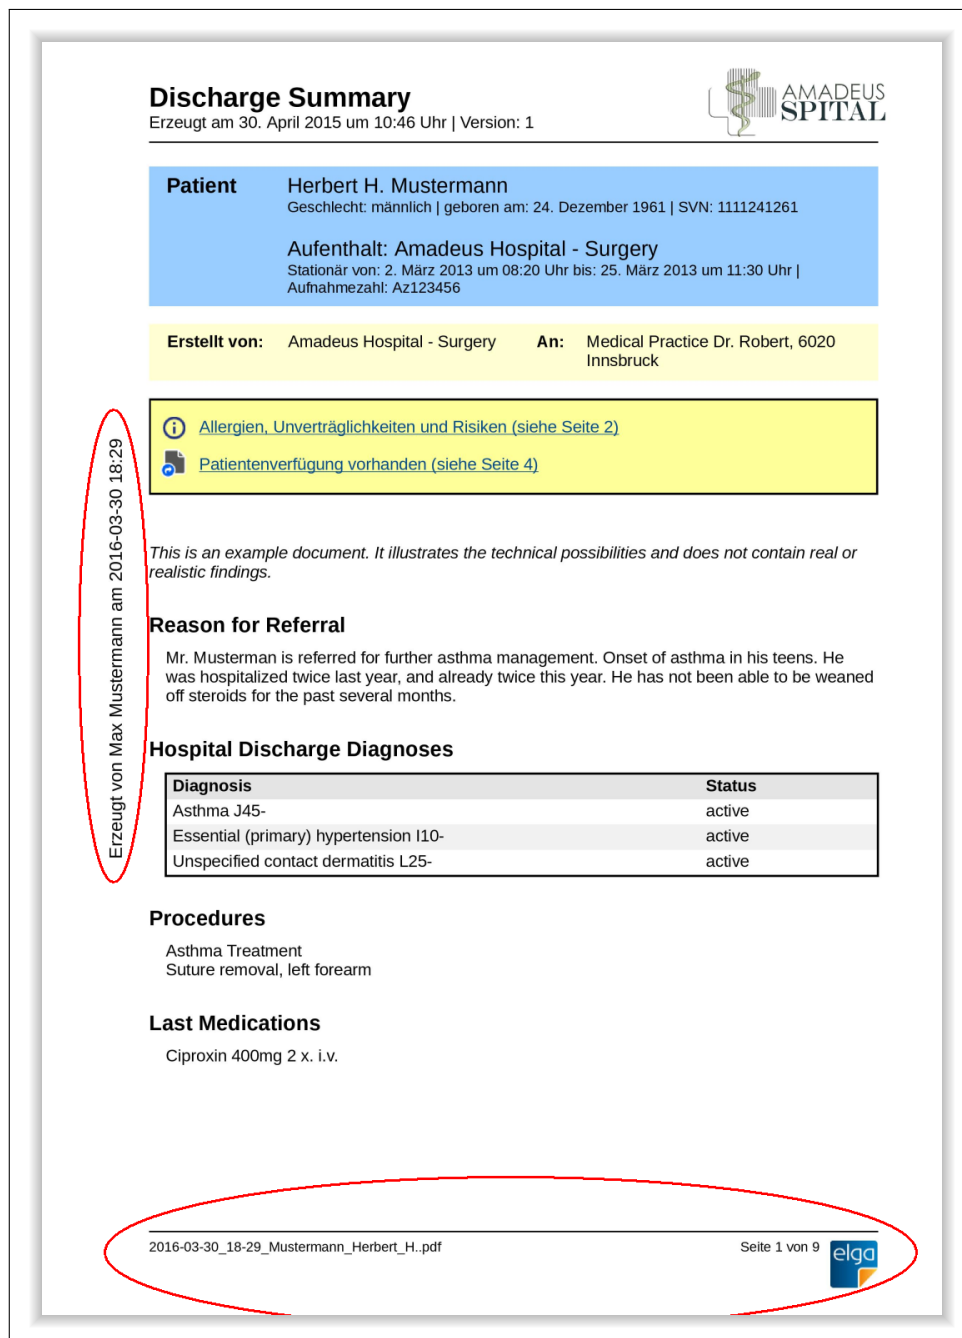 Discharge Summary
Erzeugt am 30. April 2015 um 10:46 Uhr | Version: 1
AMADEUS
SPITAL
Patient
Herbert H. Mustermann
Geschlecht: männlich | geboren am: 24. Dezember 1961 | SVN: 1111241261
Aufenthalt: Amadeus Hospital - Surgery
Stationär von: 2. März 2013 um 08:20 Uhr bis: 25. März 2013 um 11:30 Uhr |
Aufnahmezahl: Az123456
Erstellt von: Amadeus Hospital - Surgery
An: Medical Practice Dr. Robert, 6020
Innsbruck
Allergien, Unverträglichkeiten und Risiken (siehe Seite 2)
Patientenverfügung vorhanden (siehe Seite 4)
Erzeugt von Max Mustermann am 2016-03-30 18:29
This is an example document. It illustrates the technical possibilities and does not contain real or
realistic findings.
Reason for Referral
Mr. Musterman is referred for further asthma management. Onset of asthma in his teens. He
was hospitalized twice last year, and already twice this year. He has not been able to be weaned
off steroids for the past several months.
Hospital Discharge Diagnoses
Diagnosis Status
Asthma J45- active
Essential (primary) hypertension I10- active
Unspecified contact dermatitis L25- active
Procedures
Asthma Treatment
Suture removal, left forearm
Last Medications
Ciproxin 400mg 2 x. i.v.
2016-03-30_18-29_Mustermann_Herbert_H..pdf
Seite 1 von 9
elga